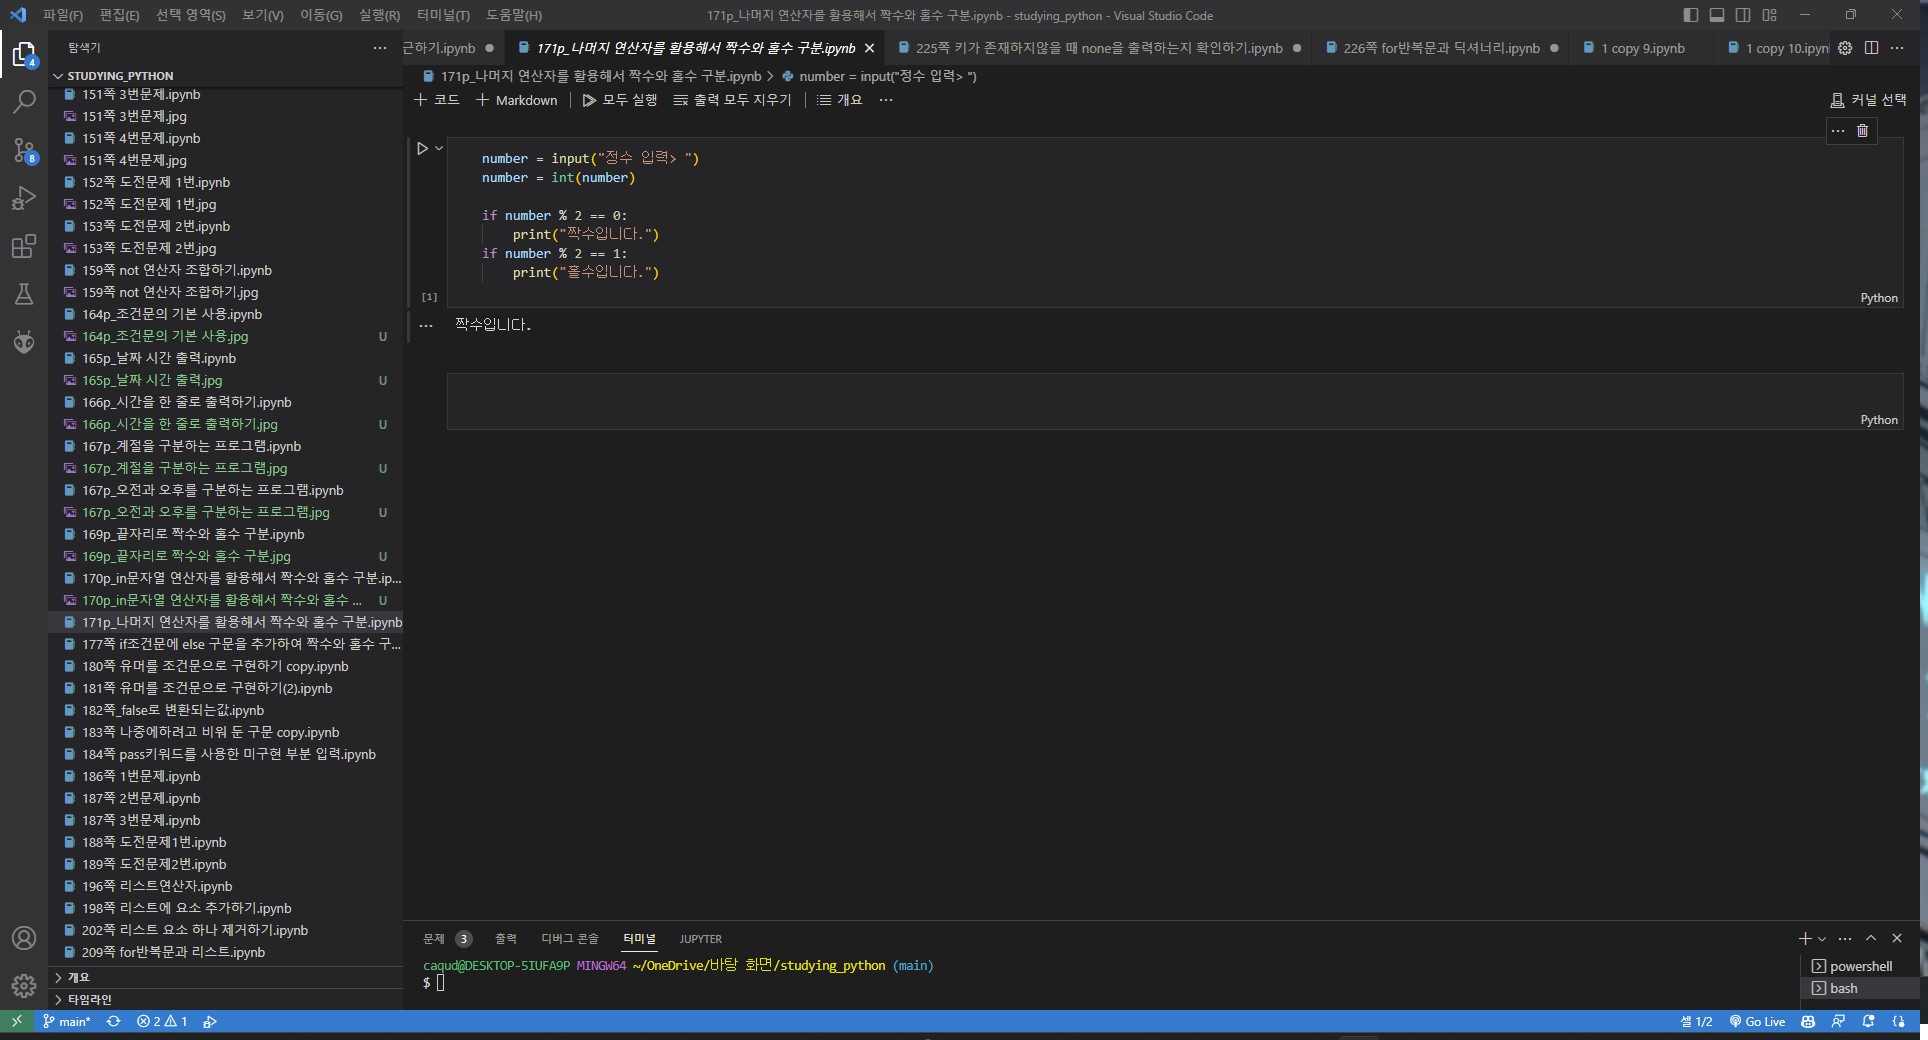 파일(F) 편집(E) 선택 영역(S) 보기(V) 이동(G) 실행(R) 터미널(T) 도움말(H) 171p_나머지 연산자를 활용해서 짝수와 홀수 구분.ipynb - studying_python - Visual Studio Code
탐색기
근하기.ipynb 171p_나머지 연산자를 활용해서 짝수와 홀수 구분.ipynb 225쪽 키가 존재하지않을 때 none을 출력하는지 확인하기.ipynb 226쪽 for반복문과 딕셔너리.ipynb 1 copy 9.ipynb 1 copy 10.ipyn
STUDYING_PYTHON
171p_나머지 연산자를 활용해서 짝수와 홀수 구분.ipynb > number = input("정수 입력> ")
코드 Markdown 모두 실행 출력 모두 지우기 개요 커널 선택
151쪽 3번문제.ipynb
151쪽 3번문제.jpg
151쪽 4번문제.ipynb
151쪽 4번문제.jpg
152쪽 도전문제 1번.ipynb
152쪽 도전문제 1번.jpg
153쪽 도전문제 2번.ipynb
153쪽 도전문제 2번.jpg
159쪽 not 연산자 조합하기.ipynb
159쪽 not 연산자 조합하기.jpg
164p_조건문의 기본 사용.ipynb
164p_조건문의 기본 사용.jpg U
165p_날짜 시간 출력.ipynb
165p_날짜 시간 출력.jpg U
166p_시간을 한 줄로 출력하기.ipynb
166p_시간을 한 줄로 출력하기.jpg U
167p_계절을 구분하는 프로그램.ipynb
167p_계절을 구분하는 프로그램.jpg U
167p_오전과 오후를 구분하는 프로그램.ipynb
167p_오전과 오후를 구분하는 프로그램.jpg U
169p_끝자리로 짝수와 홀수 구분.ipynb
169p_끝자리로 짝수와 홀수 구분.jpg U
170p_in문자열 연산자를 활용해서 짝수와 홀수 구분.ip...
170p_in문자열 연산자를 활용해서 짝수와 홀수 ... U
171p_나머지 연산자를 활용해서 짝수와 홀수 구분.ipynb
177쪽 if조건문에 else 구문을 추가하여 짝수와 홀수 구...
180쪽 유머를 조건문으로 구현하기 copy.ipynb
181쪽 유머를 조건문으로 구현하기(2).ipynb
182쪽_false로 변환되는값.ipynb
183쪽 나중에하려고 비워 둔 구문 copy.ipynb
184쪽 pass키워드를 사용한 미구현 부분 입력.ipynb
186쪽 1번문제.ipynb
187쪽 2번문제.ipynb
187쪽 3번문제.ipynb
188쪽 도전문제1번.ipynb
189쪽 도전문제2번.ipynb
196쪽 리스트연산자.ipynb
198쪽 리스트에 요소 추가하기.ipynb
202쪽 리스트 요소 하나 제거하기.ipynb
209쪽 for반복문과 리스트.ipynb
개요
타임라인
number = input("정수 입력> ")
number = int(number)
if number % 2 == 0:
print("짝수입니다.")
if number % 2 == 1:
print("홀수입니다.")
[1]
Python
짝수입니다.
Python
문제 3 출력 디버그 콘솔 터미널 JUPYTER
caqud@DESKTOP-5IUFA9P MINGW64 ~/OneDrive/바탕 화면/studying_python (main)
$
powershell
bash
4
8
main* 2 1 셀 1/2 Go Live